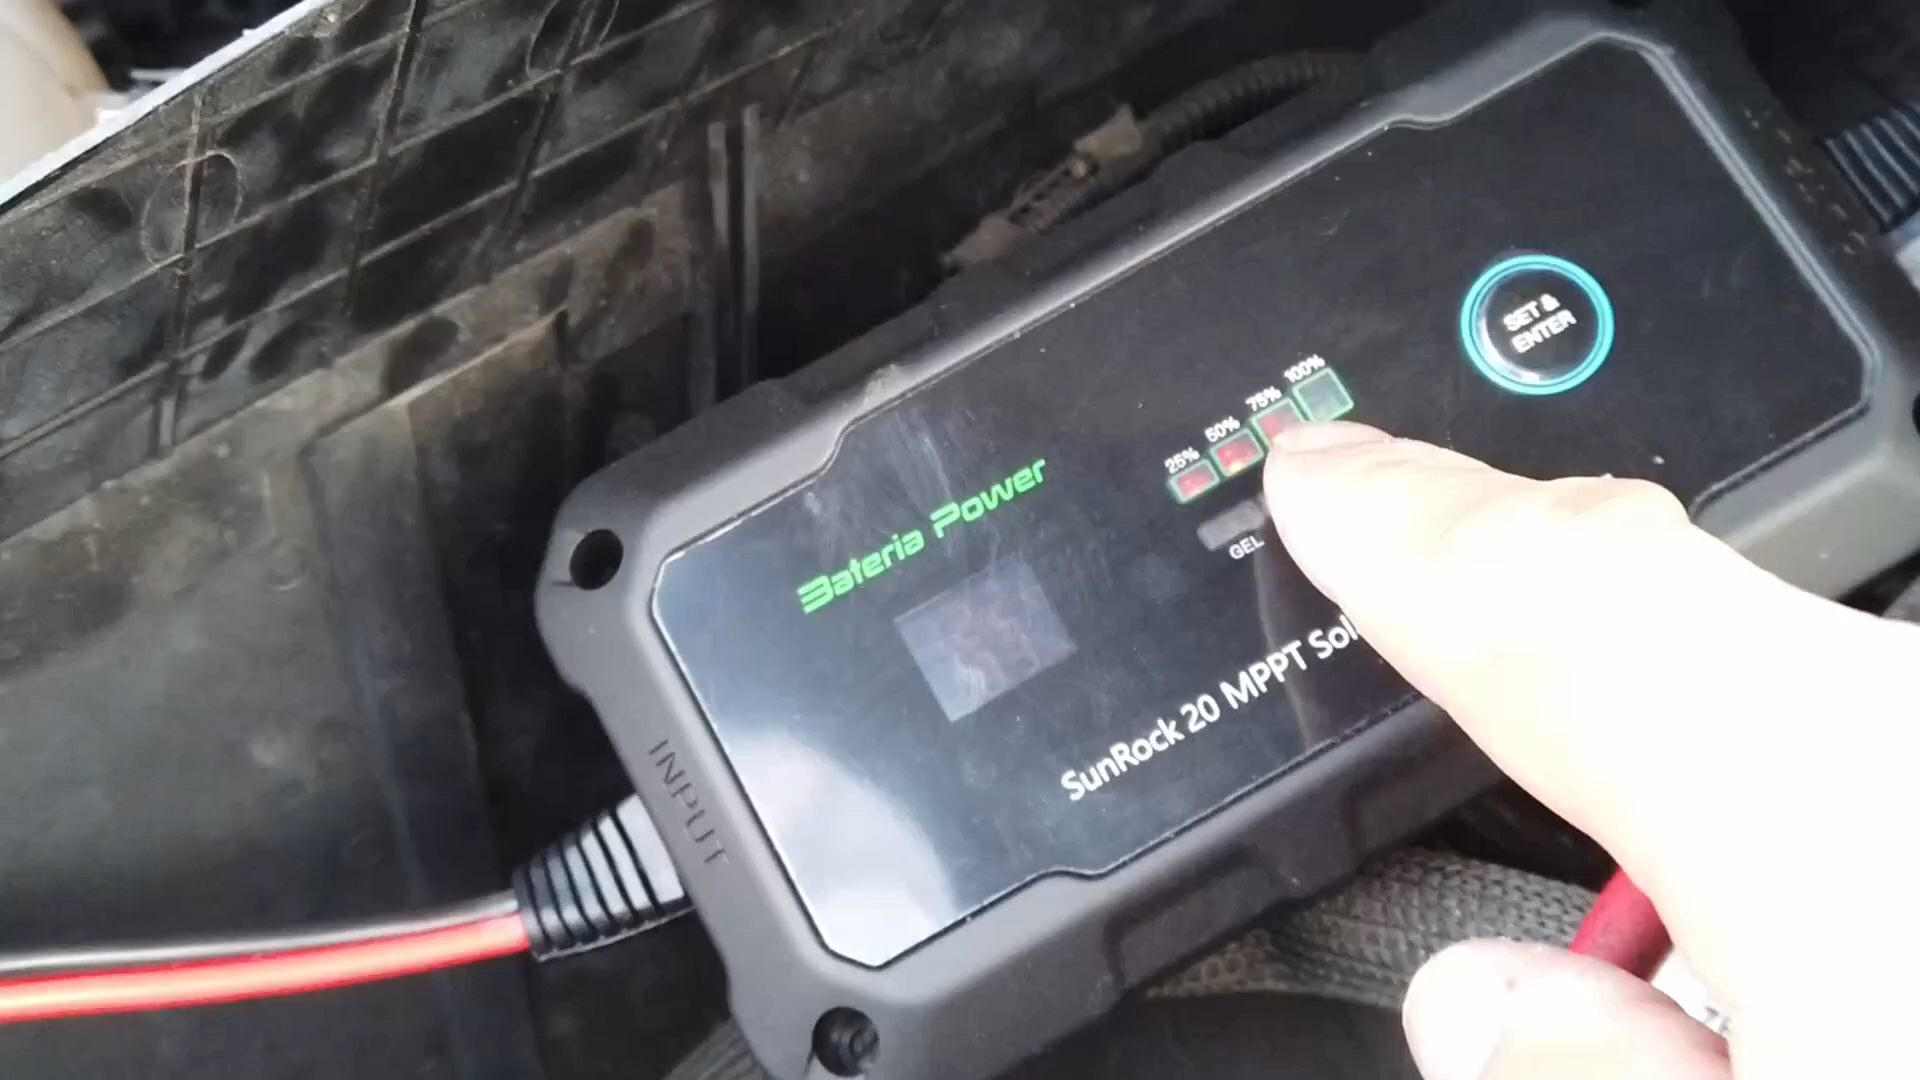 SET &
ENTER
25% 50% 75% 100%
GEL
Bateria Power
SunRock 20 MPPT Sol
INPUT